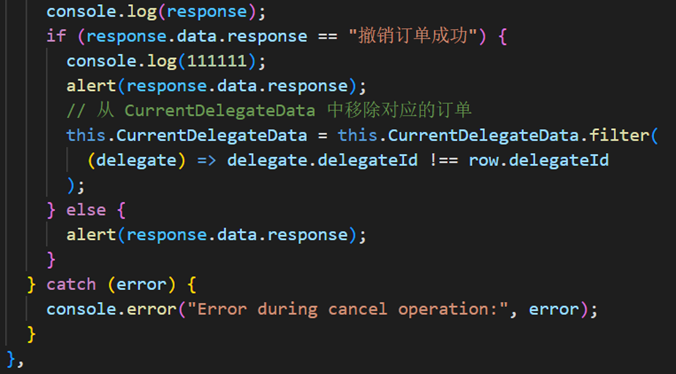 console.log(response);
if (response.data.response == "撤销订单成功") {
console.log(111111);
alert(response.data.response);
// 从 CurrentDelegateData 中移除对应的订单
this.CurrentDelegateData = this.CurrentDelegateData.filter(
(delegate) => delegate.delegateId !== row.delegateId
);
} else {
alert(response.data.response);
}
} catch (error) {
console.error("Error during cancel operation:", error);
}
},